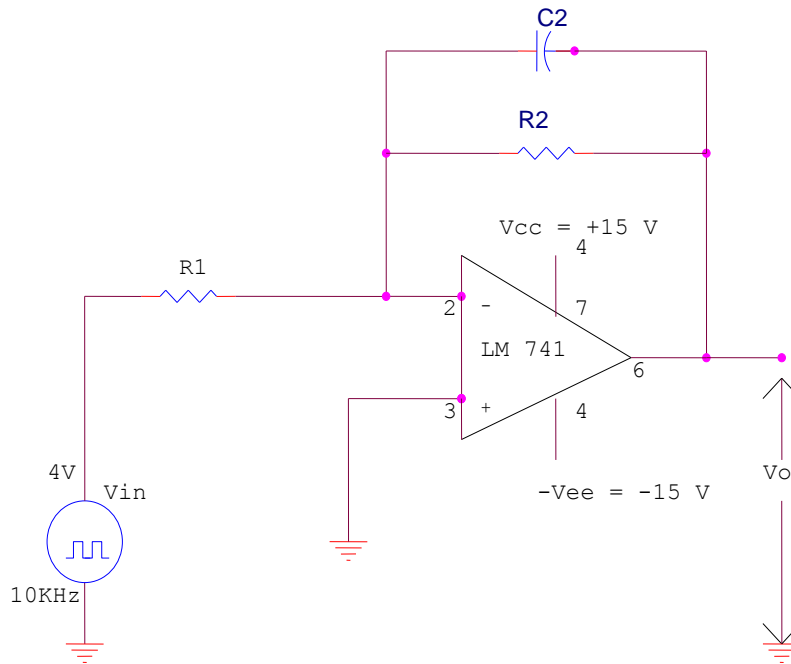 C2
R2
Vcc = +15 V
4
R1
2
-
7
LM 741
6
3
+
4
4V
Vin
-Vee = -15 V
Vo
10KHz